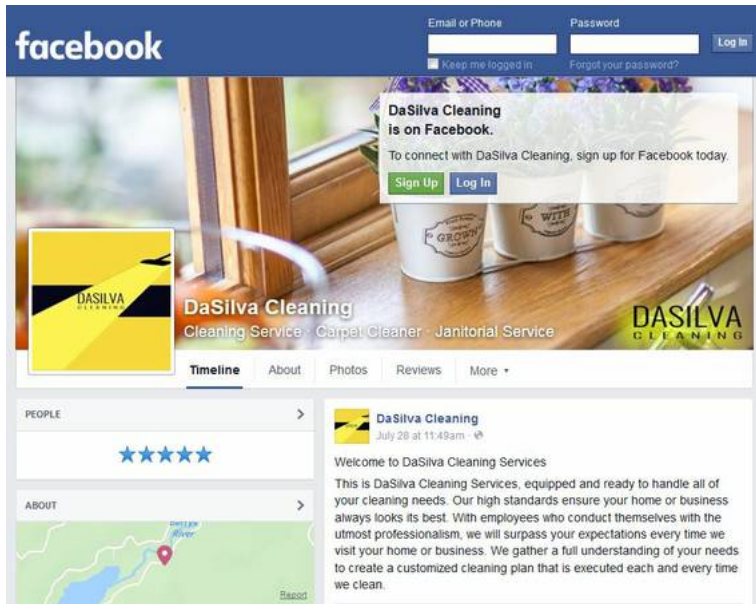 facebook
Email or Phone
Password
Log In
Keep me logged in
Forgot your password?
DaSilva Cleaning
is on Facebook.
To connect with DaSilva Cleaning, sign up for Facebook today.
Sign Up
Log In
GROWN
WITH
DASILVA
CLEANING
DaSilva Cleaning
Cleaning Service · Carpet Cleaner · Janitorial Service
DASILVA
CLEANING
Timeline
About
Photos
Reviews
More
PEOPLE
ABOUT
River
Report
DaSilva Cleaning
July 28 at 11:49am ·
Welcome to DaSilva Cleaning Services
This is DaSilva Cleaning Services, equipped and ready to handle all of
your cleaning needs. Our high standards ensure your home or business
always looks its best. With employees who conduct themselves with the
utmost professionalism, we will surpass your expectations every time we
visit your home or business. We gather a full understanding of your needs
to create a customized cleaning plan that is executed each and every time
we clean.